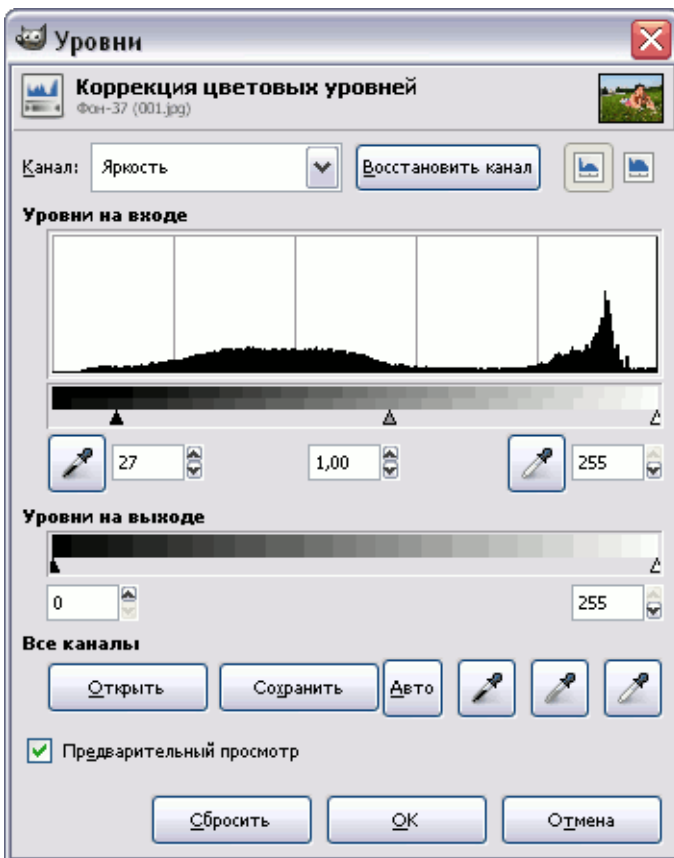 Уровни
Коррекция цветовых уровней
Фон-37 (001.jpg)
Канал: Яркость Восстановить канал
Уровни на входе
27 1,00 255
Уровни на выходе
0 255
Все каналы
Открыть Сохранить Авто
Предварительный просмотр
Сбросить OK Отмена